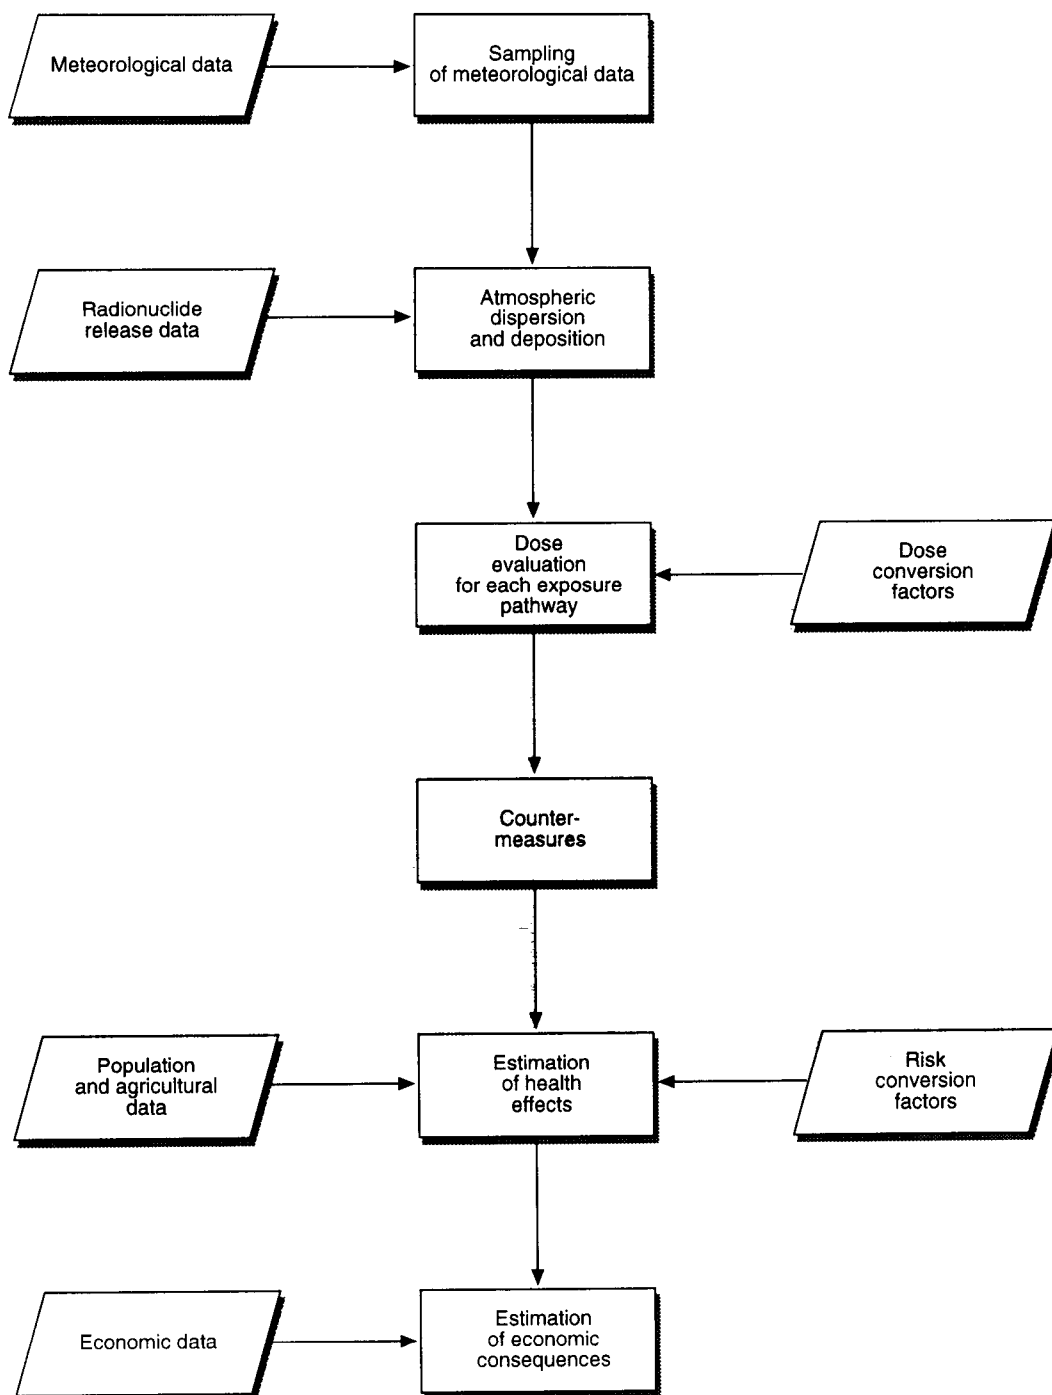 Meteorological data
Sampling
of meteorological data
Radionuclide
release data
Atmospheric
dispersion
and deposition
Dose
evaluation
for each exposure
pathway
Dose
conversion
factors
Counter-
measures
Population
and agricultural
data
Estimation
of health
effects
Risk
conversion
factors
Economic data
Estimation
of economic
consequences